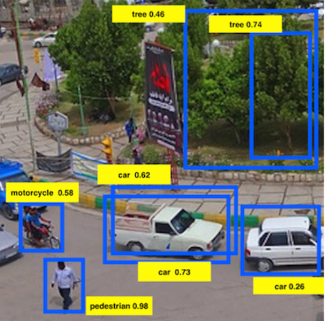 tree 0.46
tree 0.74
car 0.62
motorcycle 0.58
car 0.73
car 0.26
pedestrian 0.98